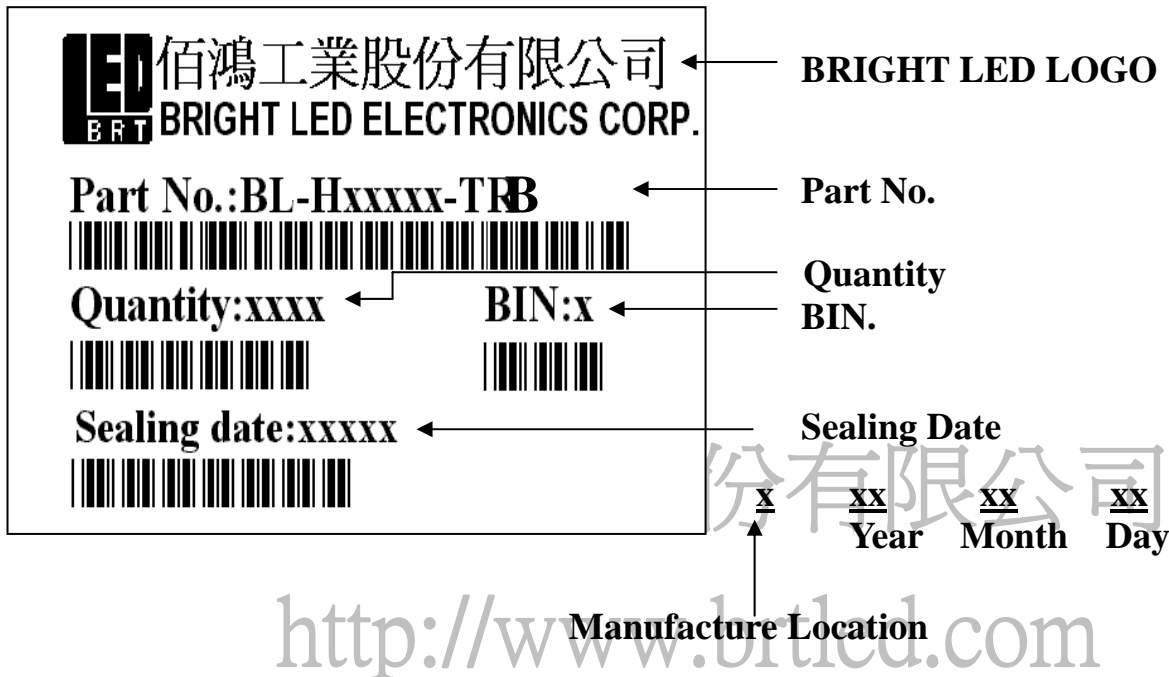 LED
BRT
佰鴻工業股份有限公司
BRIGHT LED ELECTRONICS CORP.
BRIGHT LED LOGO
Part No.:BL-Hxxxxx-TRB
Part No.
Quantity:xxxx
BIN:x
Quantity
BIN.
Sealing date:xxxxx
Sealing Date
份有限公司
x xx xx xx
Year Month Day
Manufacture Location
http://www.brtled.com